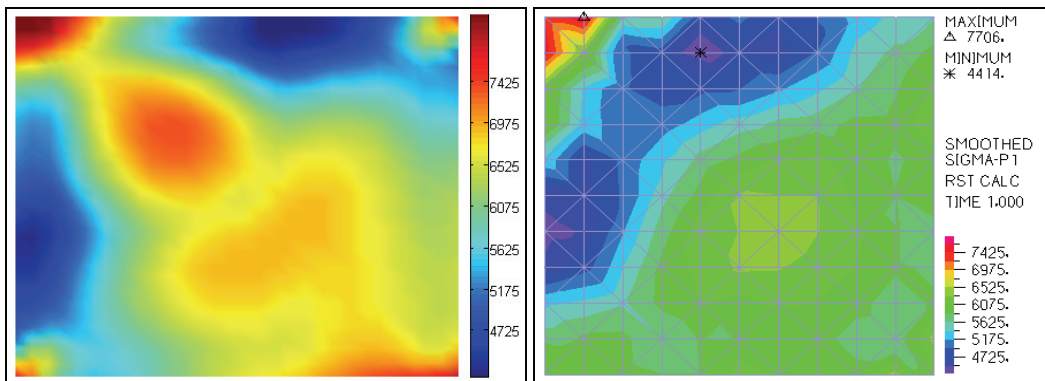 7425
6975
6525
6075
5625
5175
4725
MAXIMUM
△ 7706.
MINIMUM
✳ 4414.
SMOOTHED
SIGMA-P1
RST CALC
TIME 1.000
7425.
6975.
6525.
6075.
5625.
5175.
4725.